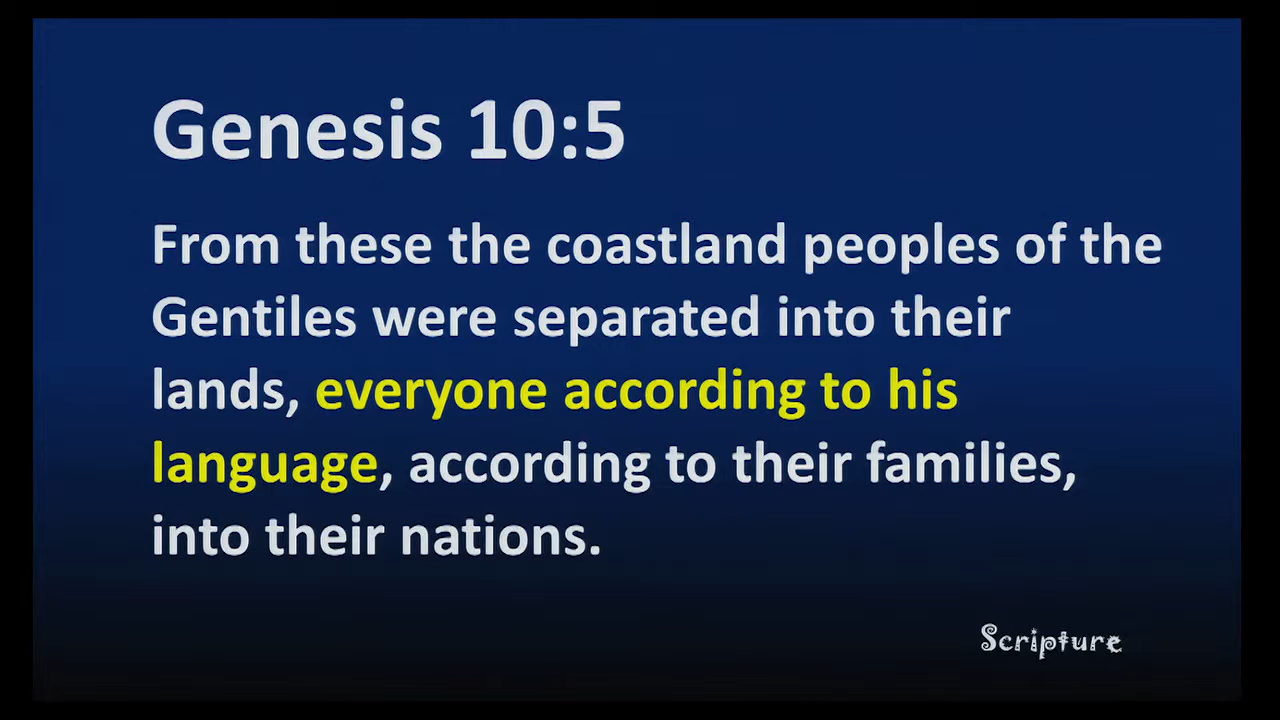 Genesis 10:5
From these the coastland peoples of the
Gentiles were separated into their
lands, everyone according to his
language, according to their families,
into their nations.
Scripture